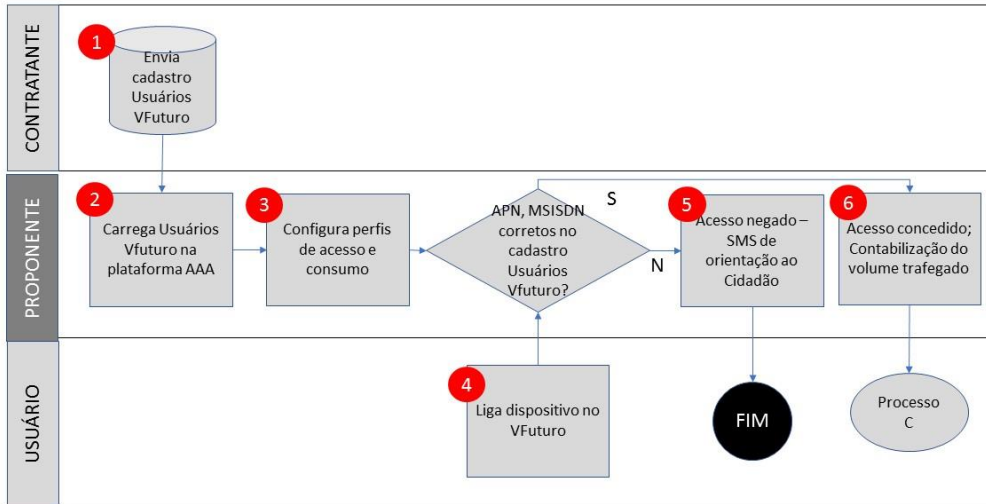 CONTRATANTE
1
Envia
cadastro
Usuários
VFuturo
PROPONENTE
2
Carrega Usuários
Vfuturo na
plataforma AAA
3
Configura perfis
de acesso e
consumo
APN, MSISDN
corretos no
cadastro
Usuários
Vfuturo?
S
N
5
Acesso negado –
SMS de
orientação ao
Cidadão
6
Acesso concedido;
Contabilização do
volume trafegado
USUÁRIO
4
Liga dispositivo no
VFuturo
FIM
Processo
C